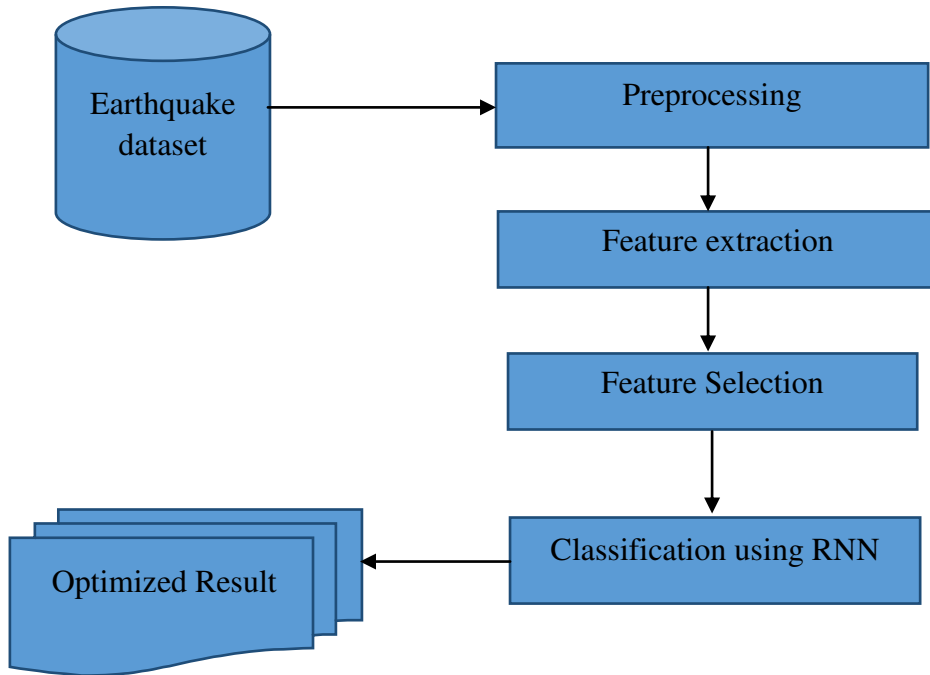 Earthquake
dataset
Preprocessing
Feature extraction
Feature Selection
Classification using RNN
Optimized Result